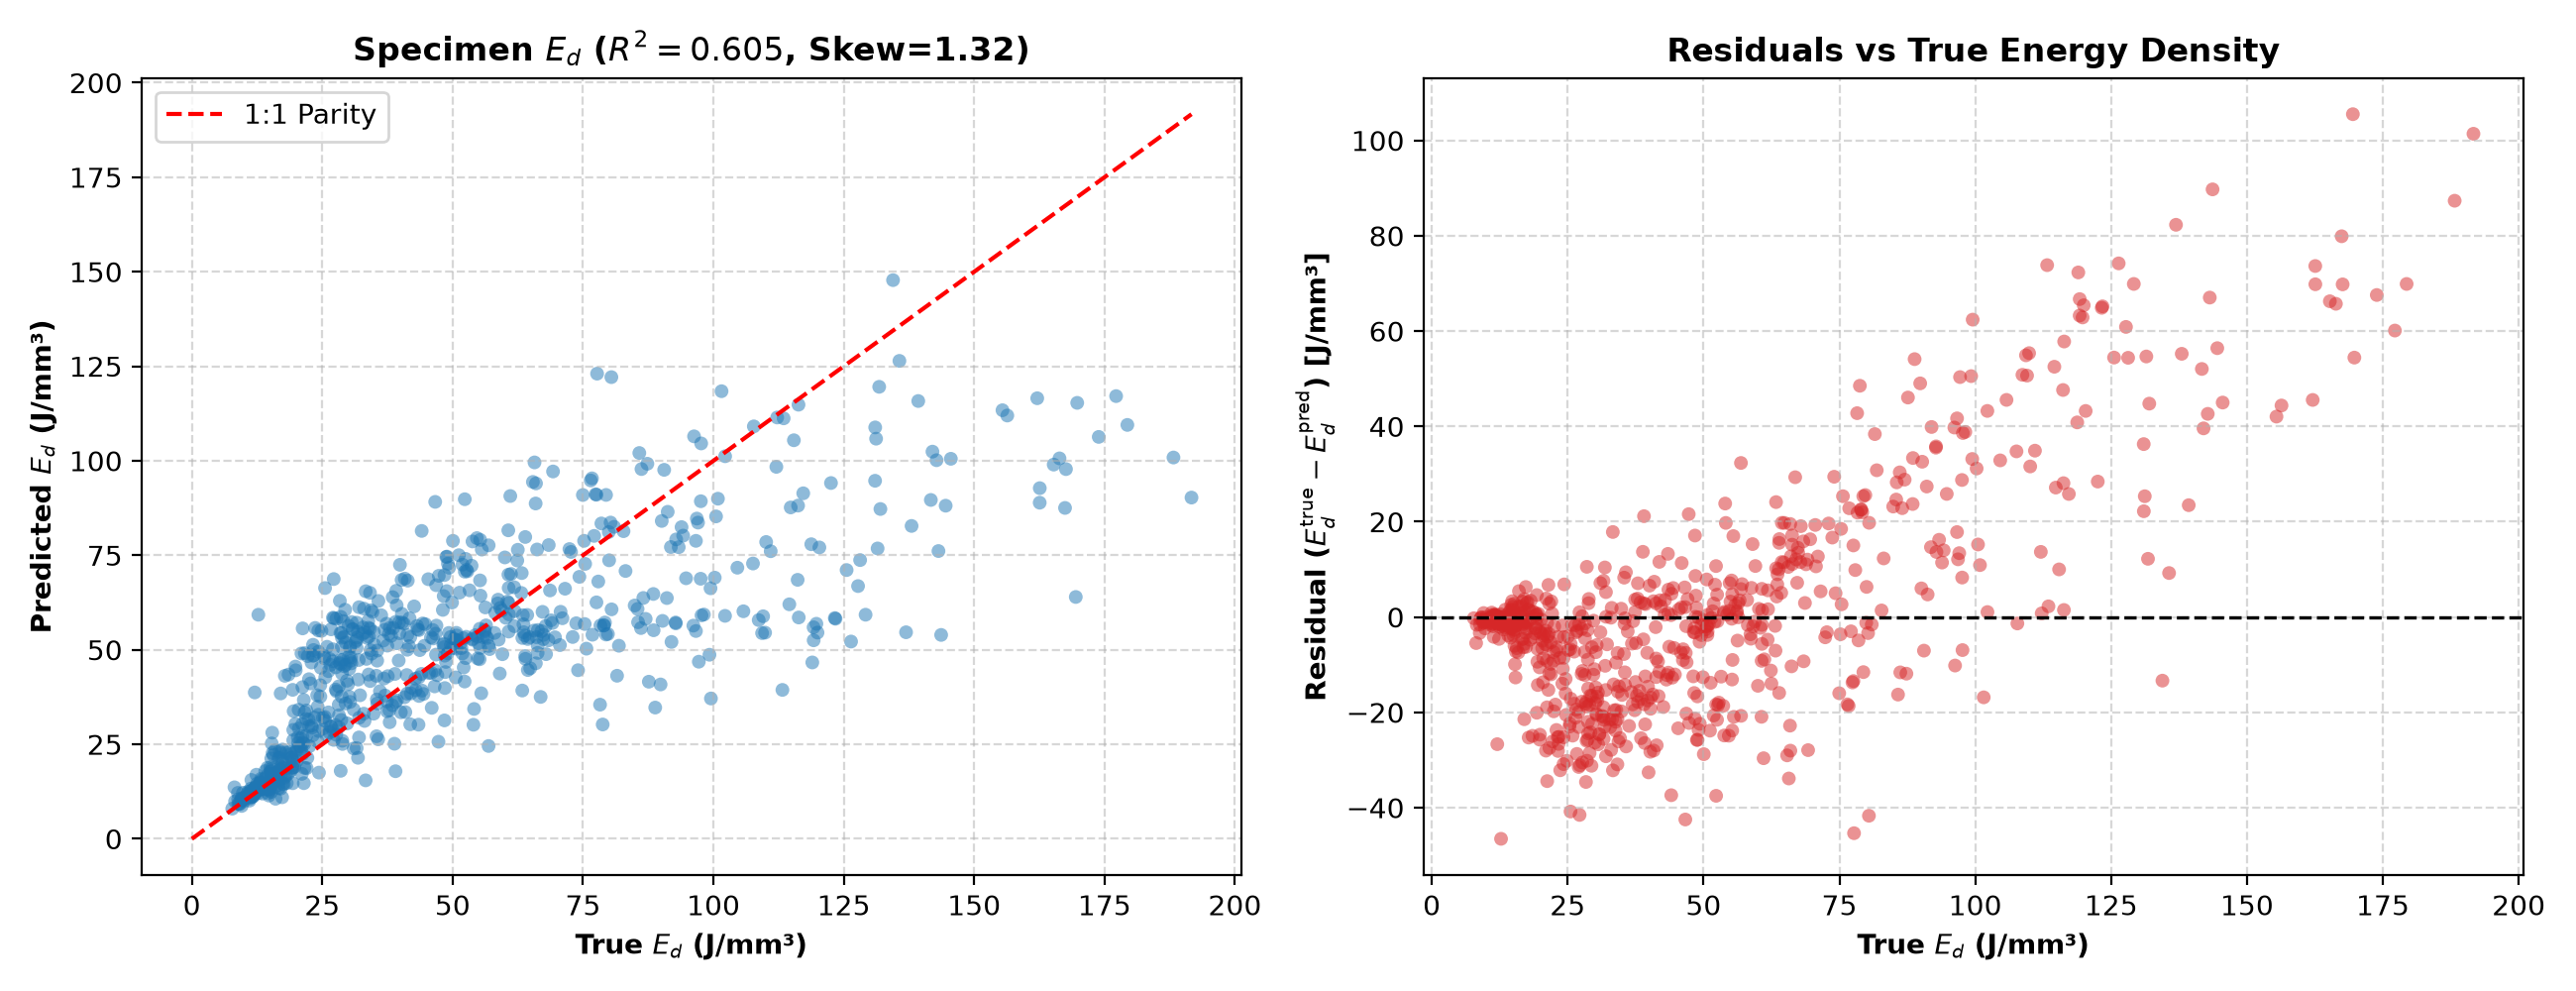 Specimen E_d (R² = 0.605, Skew=1.32)
200
175
150
125
100
75
50
25
0
Predicted E_d (J/mm³)
1:1 Parity
0 25 50 75 100 125 150 175 200
True E_d (J/mm³)
Residuals vs True Energy Density
100
80
60
40
20
0
−20
−40
Residual (E_d^true − E_d^pred) [J/mm³]
0 25 50 75 100 125 150 175 200
True E_d (J/mm³)